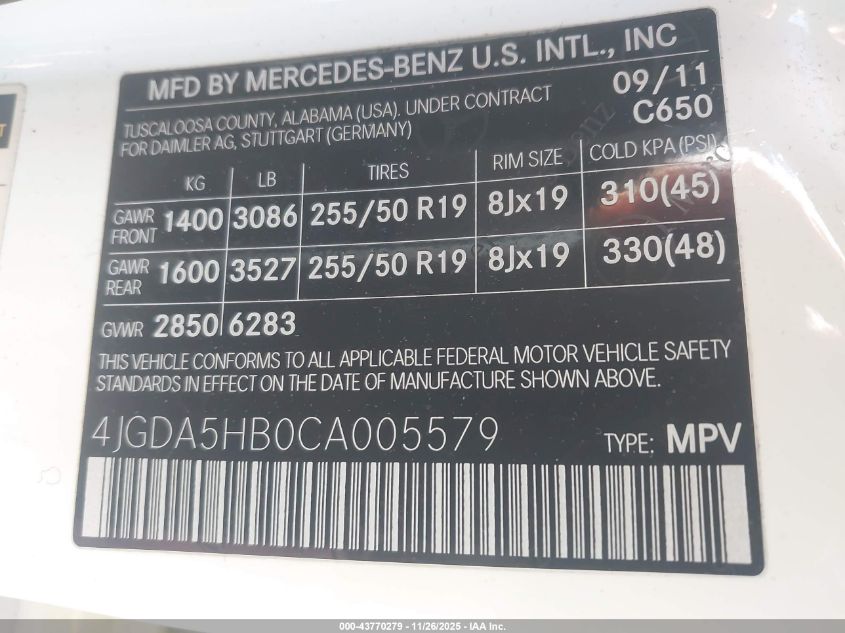 MFD BY MERCEDES-BENZ U.S. INTL., INC
TUSCALOOSA COUNTY, ALABAMA (USA). UNDER CONTRACT
FOR DAIMLER AG, STUTTGART (GERMANY)
09/11
C650
KG LB TIRES RIM SIZE COLD KPA (PSI)
GAWR FRONT 1400 3086 255/50 R19 8Jx19 310(45)
GAWR REAR 1600 3527 255/50 R19 8Jx19 330(48)
GVWR 2850 6283
THIS VEHICLE CONFORMS TO ALL APPLICABLE FEDERAL MOTOR VEHICLE SAFETY
STANDARDS IN EFFECT ON THE DATE OF MANUFACTURE SHOWN ABOVE.
4JGDA5HB0CA005579 TYPE: MPV
000-43770279 - 11/26/2025 - IAA Inc.